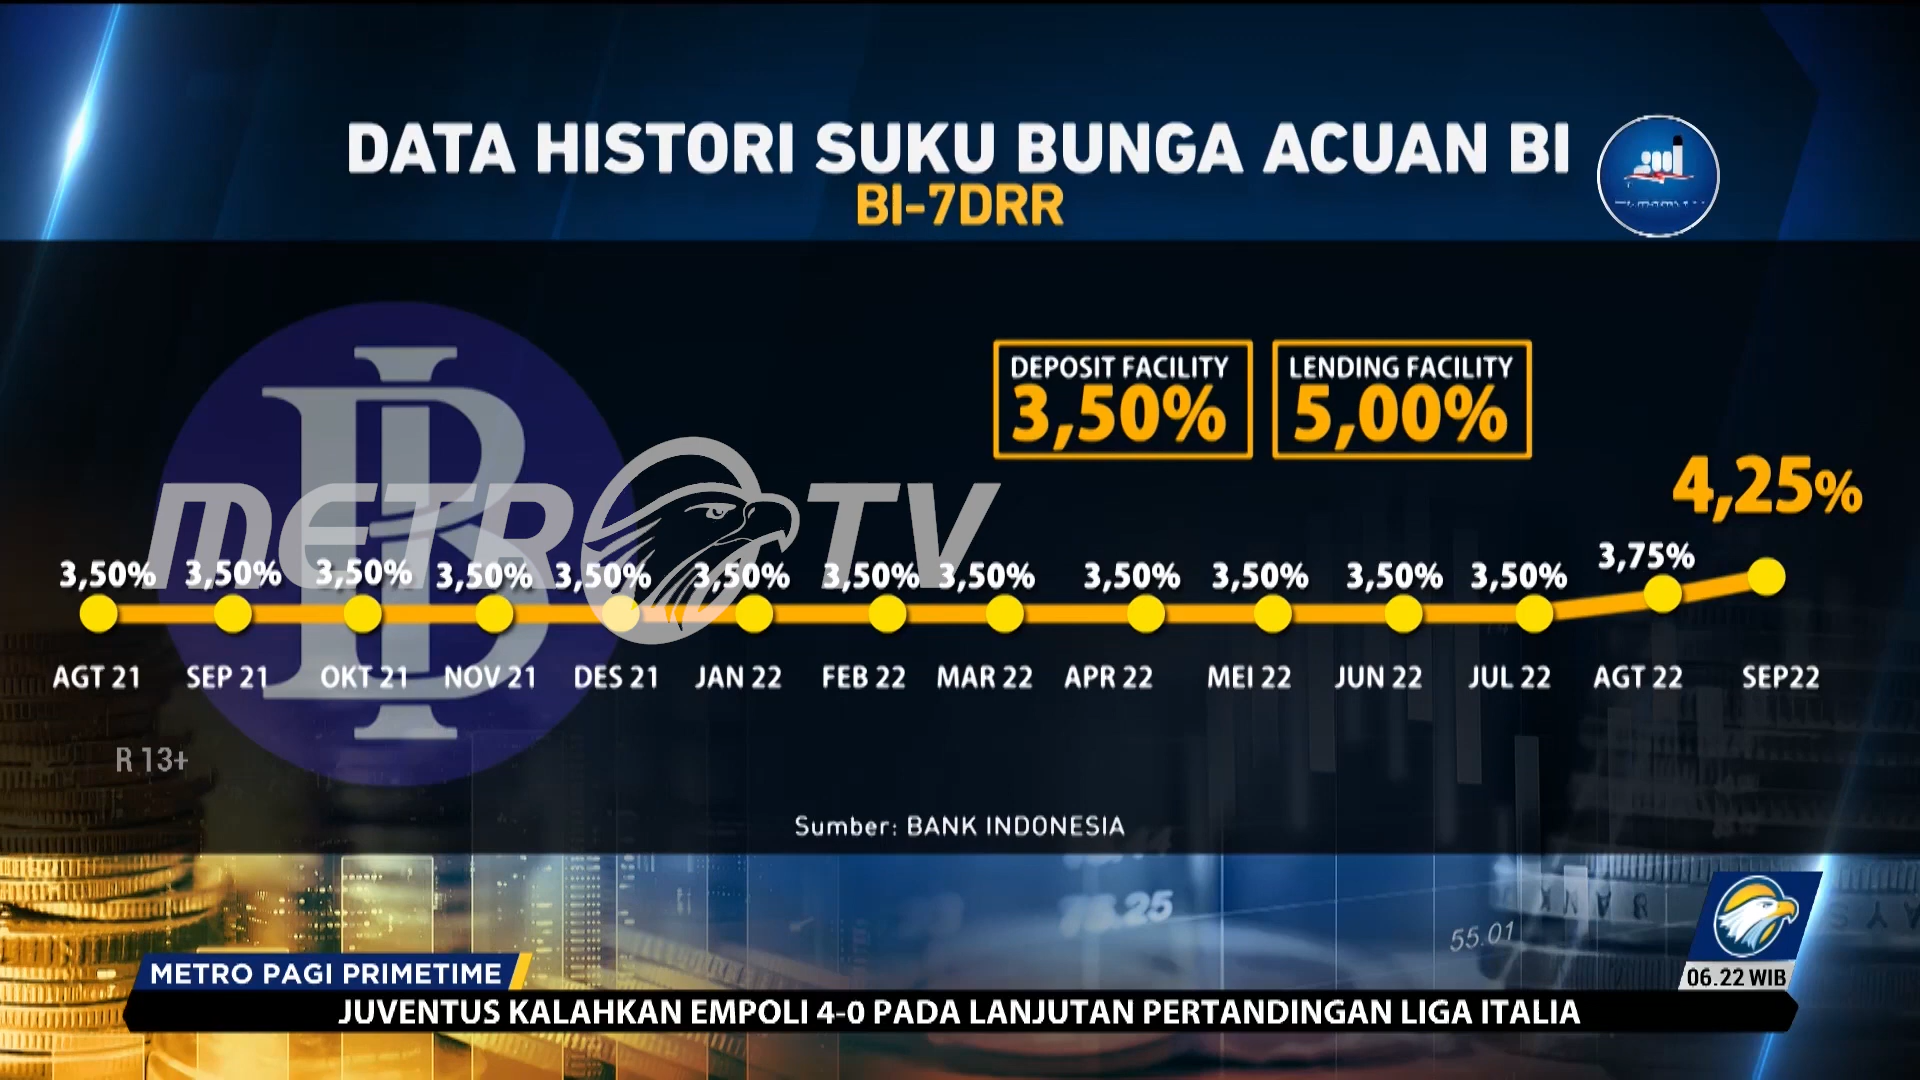 DATA HISTORI SUKU BUNGA ACUAN BI
BI-7DRR
DEPOSIT FACILITY
3,50%
LENDING FACILITY
5,00%
METRO TV
4,25%
3,50% 3,50% 3,50% 3,50% 3,50% 3,50% 3,50% 3,50% 3,50% 3,50% 3,50% 3,50% 3,75%
AGT 21 SEP 21 OKT 21 NOV 21 DES 21 JAN 22 FEB 22 MAR 22 APR 22 MEI 22 JUN 22 JUL 22 AGT 22 SEP22
R 13+
Sumber: BANK INDONESIA
55.01
METRO PAGI PRIMETIME
06.22 WIB
JUVENTUS KALAHKAN EMPOLI 4-0 PADA LANJUTAN PERTANDINGAN LIGA ITALIA